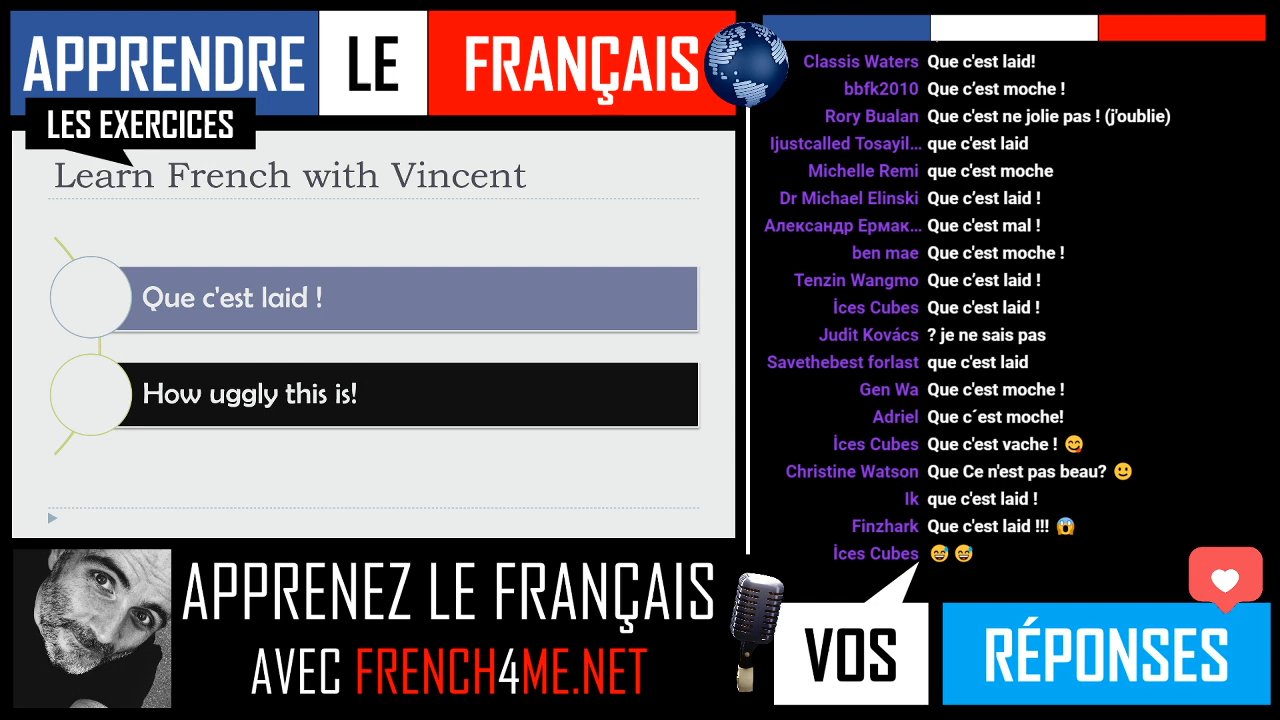 APPRENDRE LE FRANÇAIS
LES EXERCICES
Learn French with Vincent
Que c'est laid !
How uggly this is!
APPRENEZ LE FRANÇAIS
AVEC FRENCH4ME.NET
Classis Waters Que c'est laid!
bbfk2010 Que c’est moche !
Rory Bualan Que c'est ne jolie pas ! (j'oublie)
Ijustcalled Tosayil... que c'est laid
Michelle Remi que c'est moche
Dr Michael Elinski Que c’est laid !
Александр Ермак... Que c'est mal !
ben mae Que c'est moche !
Tenzin Wangmo Que c’est laid !
İces Cubes Que c'est laid !
Judit Kovács ? je ne sais pas
Savethebest forlast que c'est laid
Gen Wa Que c'est moche !
Adriel Que c´est moche!
İces Cubes Que c'est vache ! 😋
Christine Watson Que Ce n'est pas beau? 🙂
Ik que c'est laid !
Finzhark Que c'est laid !!! 😱
İces Cubes 😅 😅
VOS RÉPONSES